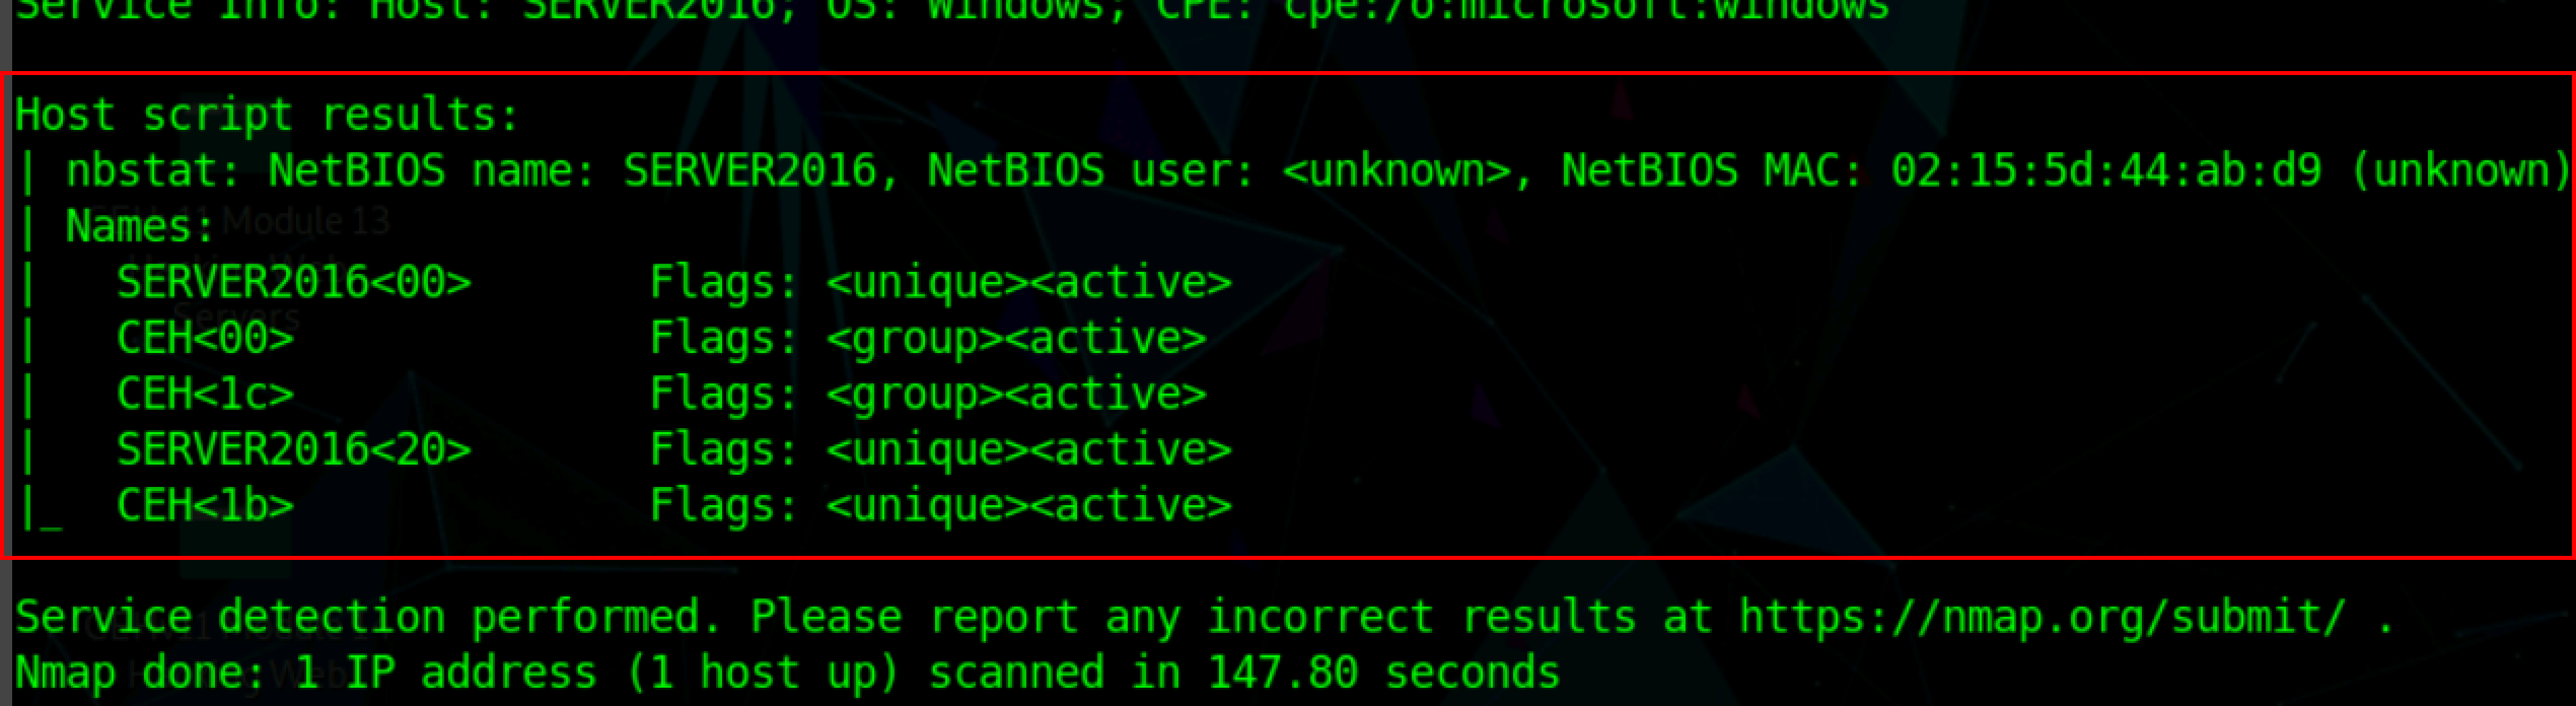 Service Info: Host: SERVER2016; OS: Windows; CPE: cpe:/o:microsoft:windows
Host script results:
| nbstat: NetBIOS name: SERVER2016, NetBIOS user: <unknown>, NetBIOS MAC: 02:15:5d:44:ab:d9 (unknown)
| Names:
|   SERVER2016<00>       Flags: <unique><active>
|   CEH<00>              Flags: <group><active>
|   CEH<1c>              Flags: <group><active>
|   SERVER2016<20>       Flags: <unique><active>
|_  CEH<1b>              Flags: <unique><active>
Service detection performed. Please report any incorrect results at https://nmap.org/submit/ .
Nmap done: 1 IP address (1 host up) scanned in 147.80 seconds
Module 13
Servers